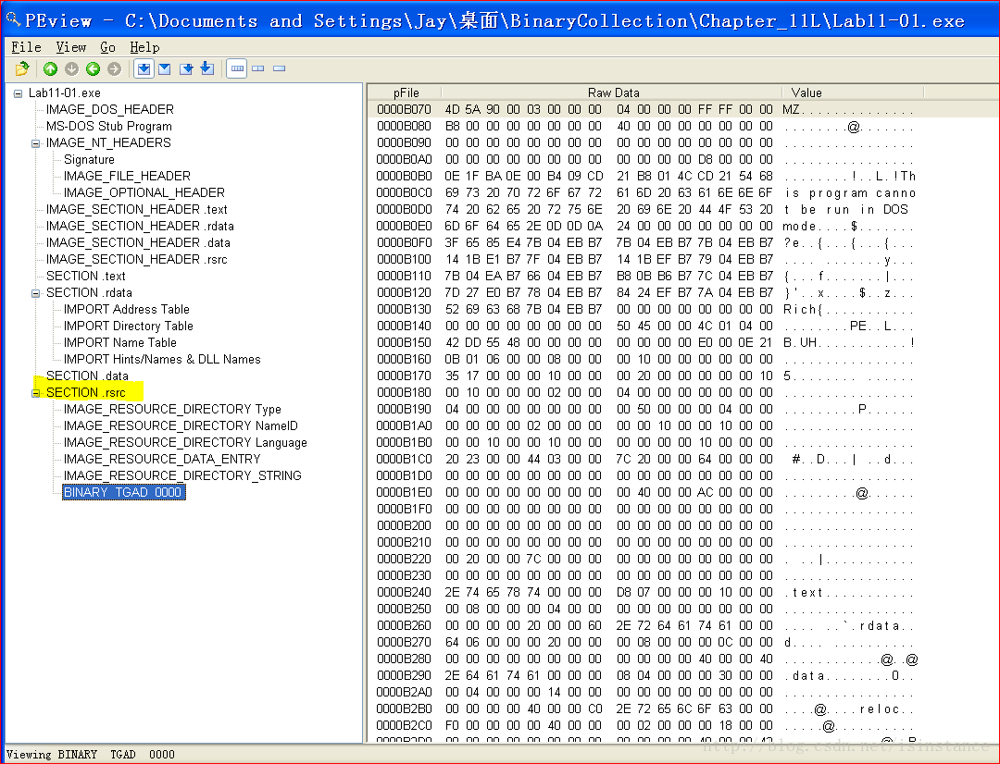 PEview - C:\Documents and Settings\Jay\桌面\BinaryCollection\Chapter_11L\Lab11-01.exe
File View Go Help
Lab11-01.exe
IMAGE_DOS_HEADER
MS-DOS Stub Program
IMAGE_NT_HEADERS
Signature
IMAGE_FILE_HEADER
IMAGE_OPTIONAL_HEADER
IMAGE_SECTION_HEADER .text
IMAGE_SECTION_HEADER .rdata
IMAGE_SECTION_HEADER .data
IMAGE_SECTION_HEADER .rsrc
SECTION .text
SECTION .rdata
IMPORT Address Table
IMPORT Directory Table
IMPORT Name Table
IMPORT Hints/Names & DLL Names
SECTION .data
SECTION .rsrc
IMAGE_RESOURCE_DIRECTORY Type
IMAGE_RESOURCE_DIRECTORY NameID
IMAGE_RESOURCE_DIRECTORY Language
IMAGE_RESOURCE_DATA_ENTRY
IMAGE_RESOURCE_DIRECTORY_STRING
BINARY TGAD 0000
pFile Raw Data Value
0000B070 4D 5A 90 00 03 00 00 00 04 00 00 00 FF FF 00 00 MZ..............
0000B080 B8 00 00 00 00 00 00 00 40 00 00 00 00 00 00 00 ........@.......
0000B090 00 00 00 00 00 00 00 00 00 00 00 00 00 00 00 00 ................
0000B0A0 00 00 00 00 00 00 00 00 00 00 00 00 D8 00 00 00 ................
0000B0B0 0E 1F BA 0E 00 B4 09 CD 21 B8 01 4C CD 21 54 68 ........!..L.!Th
0000B0C0 69 73 20 70 72 6F 67 72 61 6D 20 63 61 6E 6E 6F is program canno
0000B0D0 74 20 62 65 20 72 75 6E 20 69 6E 20 44 4F 53 20 t be run in DOS
0000B0E0 6D 6F 64 65 2E 0D 0D 0A 24 00 00 00 00 00 00 00 mode....$.......
0000B0F0 3F 65 85 E4 7B 04 EB B7 7B 04 EB B7 7B 04 EB B7 ?e..{...{...{...
0000B100 14 1B E1 B7 7F 04 EB B7 14 1B EF B7 79 04 EB B7 ............y...
0000B110 7B 04 EA B7 66 04 EB B7 B8 0B B6 B7 7C 04 EB B7 {...f.......|...
0000B120 7D 27 E0 B7 78 04 EB B7 84 24 EF B7 7A 04 EB B7 }'..x....$..z...
0000B130 52 69 63 68 7B 04 EB B7 00 00 00 00 00 00 00 00 Rich{...........
0000B140 00 00 00 00 00 00 00 00 50 45 00 00 4C 01 04 00 ........PE..L...
0000B150 42 DD 55 48 00 00 00 00 00 00 00 00 E0 00 0E 21 B.UH...........!
0000B160 0B 01 06 00 00 08 00 00 00 10 00 00 00 00 00 00 ................
0000B170 35 17 00 00 00 10 00 00 00 20 00 00 00 00 00 10 5...............
0000B180 00 10 00 00 00 02 00 00 04 00 00 00 00 00 00 00 ................
0000B190 04 00 00 00 00 00 00 00 00 50 00 00 00 04 00 00 .........P......
0000B1A0 00 00 00 00 02 00 00 00 00 00 10 00 00 10 00 00 ................
0000B1B0 00 00 10 00 00 10 00 00 00 00 00 00 10 00 00 00 ................
0000B1C0 20 23 00 00 44 03 00 00 7C 20 00 00 64 00 00 00 #..D...| ..d...
0000B1D0 00 00 00 00 00 00 00 00 00 00 00 00 00 00 00 00 ................
0000B1E0 00 00 00 00 00 00 00 00 00 40 00 00 AC 00 00 00 .........@......
0000B1F0 00 00 00 00 00 00 00 00 00 00 00 00 00 00 00 00 ................
0000B200 00 00 00 00 00 00 00 00 00 00 00 00 00 00 00 00 ................
0000B210 00 00 00 00 00 00 00 00 00 00 00 00 00 00 00 00 ................
0000B220 00 20 00 00 7C 00 00 00 00 00 00 00 00 00 00 00 . ..|...........
0000B230 00 00 00 00 00 00 00 00 00 00 00 00 00 00 00 00 ................
0000B240 2E 74 65 78 74 00 00 00 D8 07 00 00 00 10 00 00 .text...........
0000B250 00 08 00 00 00 04 00 00 00 00 00 00 00 00 00 00 ................
0000B260 00 00 00 00 20 00 00 60 2E 72 64 61 74 61 00 00 .... ..`.rdata..
0000B270 64 06 00 00 00 20 00 00 00 08 00 00 00 0C 00 00 d.... ..........
0000B280 00 00 00 00 00 00 00 00 00 00 00 00 40 00 00 40 ............@..@
0000B290 2E 64 61 74 61 00 00 00 08 04 00 00 00 30 00 00 .data........0..
0000B2A0 00 04 00 00 00 14 00 00 00 00 00 00 00 00 00 00 ................
0000B2B0 00 00 00 00 40 00 00 C0 2E 72 65 6C 6F 63 00 00 ....@....reloc..
0000B2C0 F0 00 00 00 00 40 00 00 00 02 00 00 00 18 00 00 .....@..........
http://blog.csdn.net/isinstance
Viewing BINARY TGAD 0000